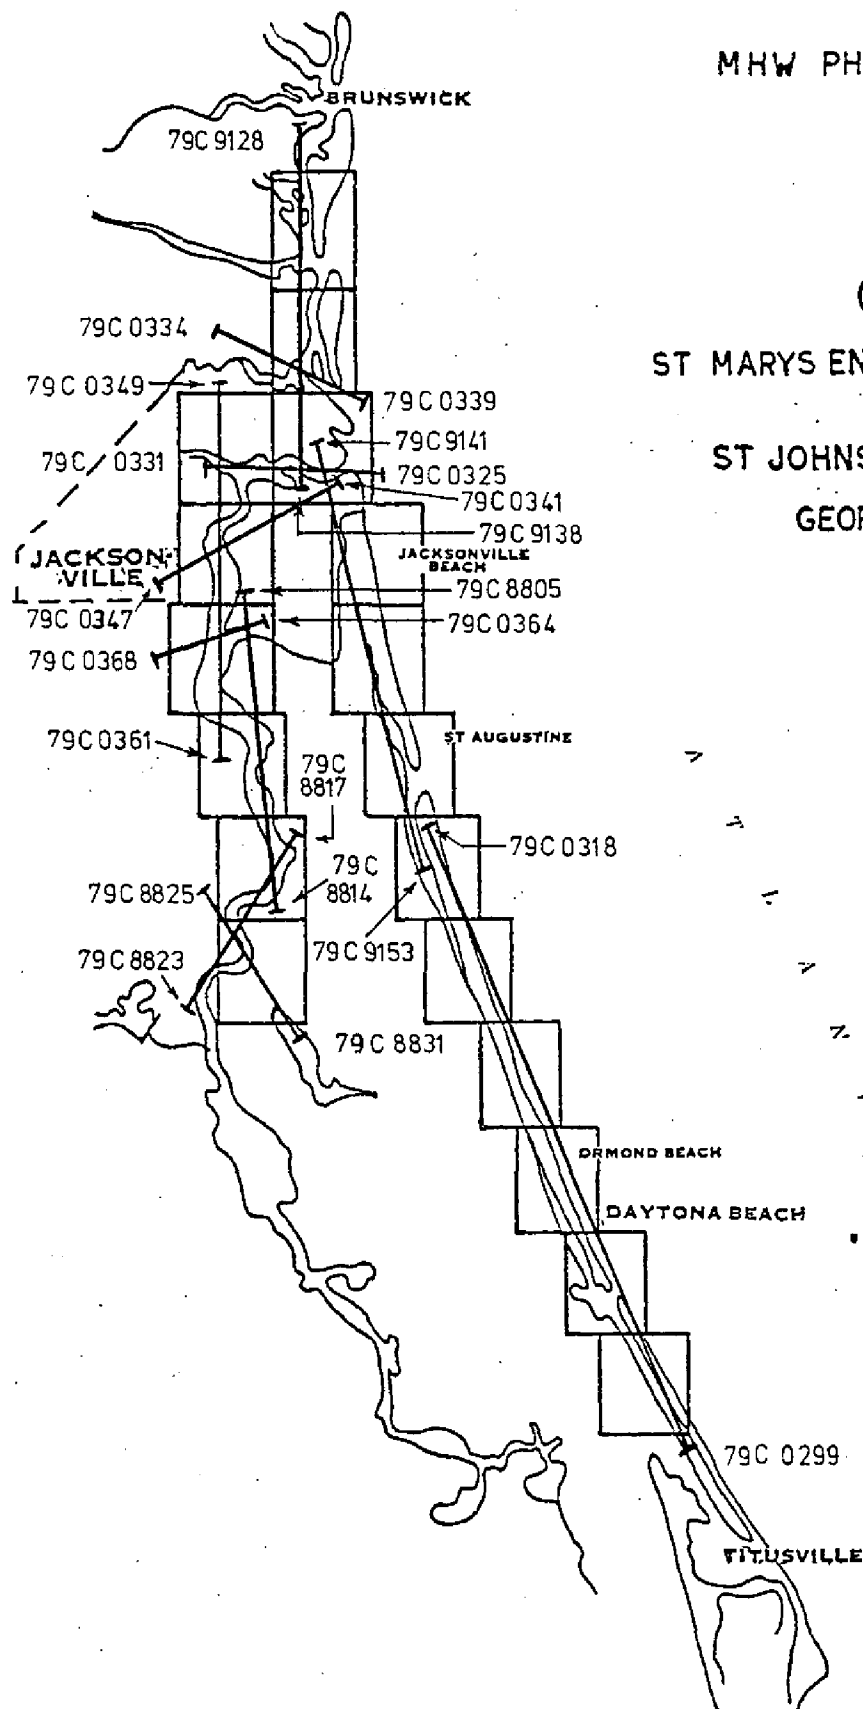 MHW PH
BRUNSWICK
79C 9128
79C 0334
ST MARYS EN
79C 0349
79C 0339
79C 9141
79C 0331
79C 0325
ST JOHNS
79C 0341
GEOR
79C 9138
JACKSON-
VILLE
JACKSONVILLE
BEACH
79C 8805
79C 0347
79C 0364
79C 0368
79C 0361
ST AUGUSTINE
79C
8817
79C 0318
79C
8814
79C 8825
79C 9153
79C 8823
79C 8831
ORMOND BEACH
DAYTONA BEACH
79C 0299
TITUSVILLE